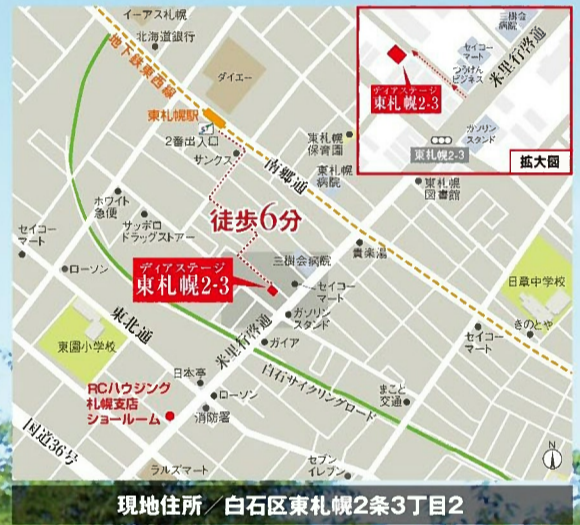 イーアス札幌
北海道銀行
地下鉄東西線
ダイエー
東札幌駅
2番出入口
サンクス
東札幌
保育園
東札幌
病院
南郷通
東札幌
図書館
ホワイト
急便
サッポロ
ドラッグストアー
徒歩6分
セイコー
マート
ローソン
ディアステージ
東札幌2-3
三樹会病院
貴楽湯
セイコー
マート
ガソリン
スタンド
日章中学校
きのとや
セイコー
マート
東北通
東園小学校
米里行啓通
ガイア
白石サイクリングロード
日本亭
ローソン
消防署
RCハウジング
札幌支店
ショールーム
まこと
交通
国道36号
ラルズマート
セブン
イレブン
N
三樹会
病院
セイコー
マート
つうけん
ビジネス
米里行啓通
ディアステージ
東札幌2-3
ガソリン
スタンド
東札幌2-3
拡大図
現地住所／白石区東札幌2条3丁目2